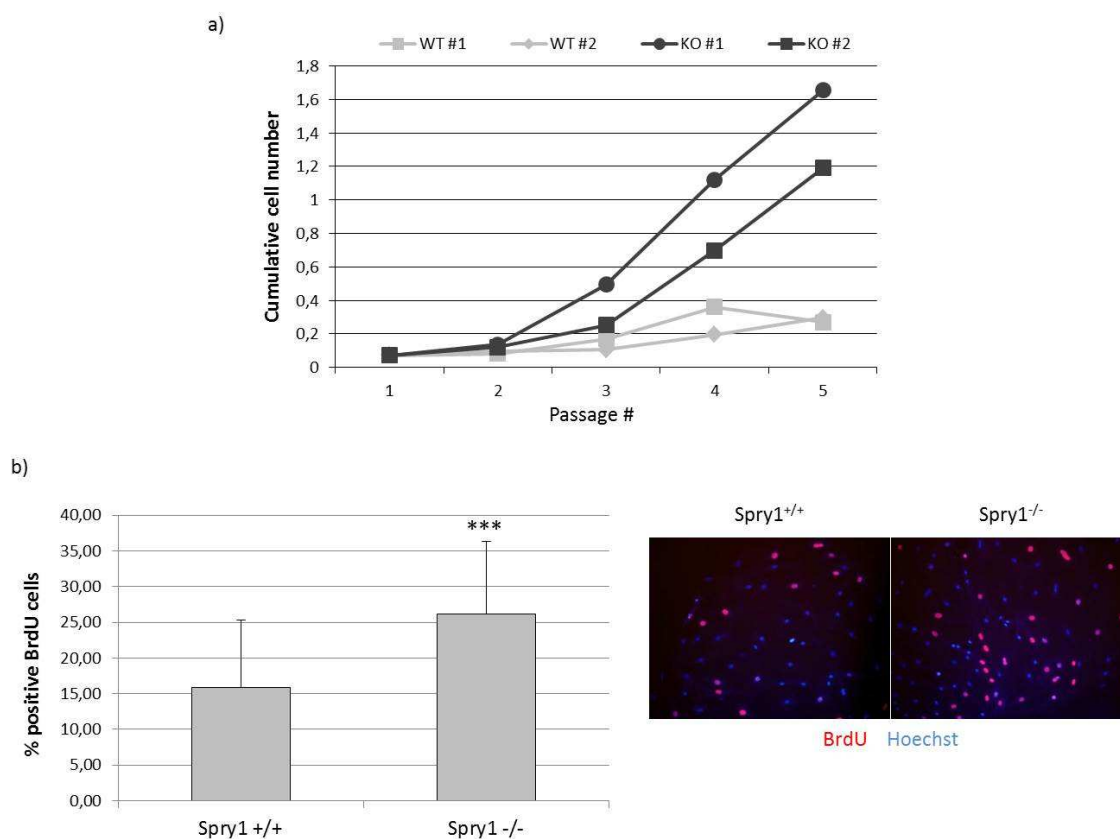 a)
WT #1 WT #2 KO #1 KO #2
1,8
1,6
1,4
1,2
1
0,8
0,6
0,4
0,2
0
Cumulative cell number
1 2 3 4 5
Passage #
b)
40,00
35,00
30,00
25,00
20,00
15,00
10,00
5,00
0,00
% positive BrdU cells
***
Spry1 +/+ Spry1 -/-
Spry1+/+ Spry1-/-
BrdU Hoechst